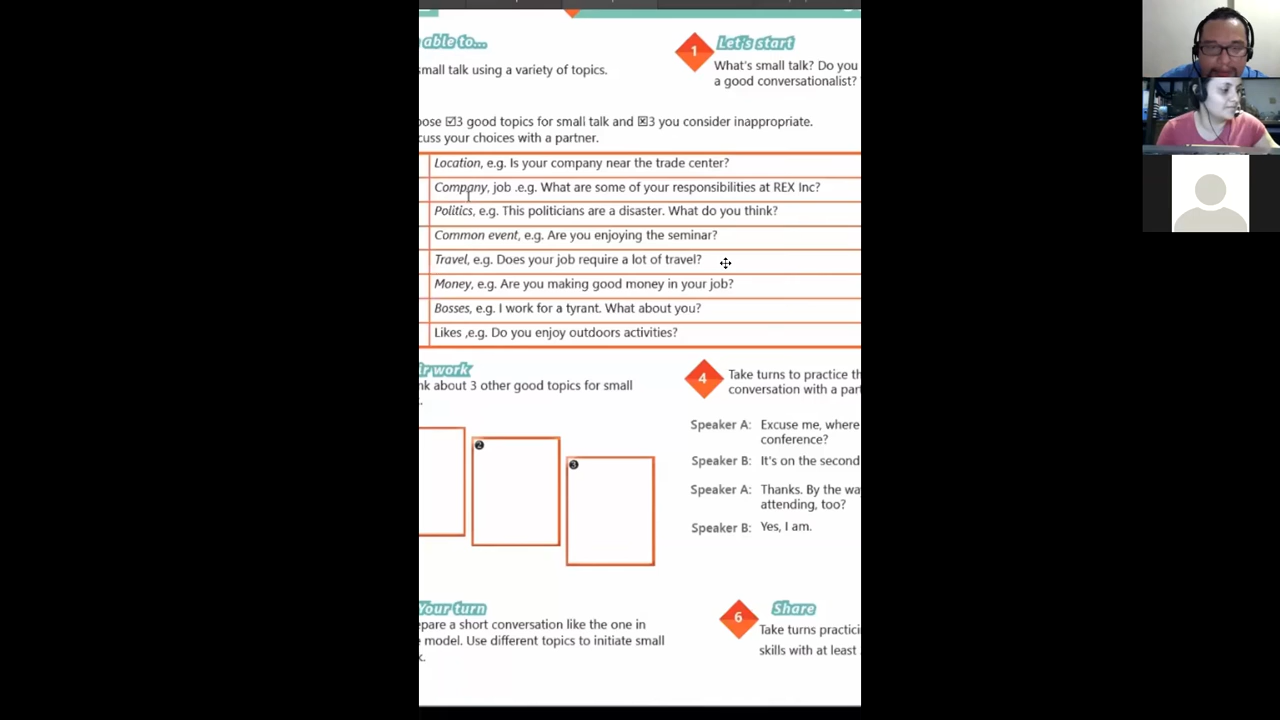 able to...
small talk using a variety of topics.
1
Let's start
What's small talk? Do you
a good conversationalist?
ose ☑3 good topics for small talk and ☒3 you consider inappropriate.
cuss your choices with a partner.
Location, e.g. Is your company near the trade center?
Company, job .e.g. What are some of your responsibilities at REX Inc?
Politics, e.g. This politicians are a disaster. What do you think?
Common event, e.g. Are you enjoying the seminar?
Travel, e.g. Does your job require a lot of travel?
Money, e.g. Are you making good money in your job?
Bosses, e.g. I work for a tyrant. What about you?
Likes ,e.g. Do you enjoy outdoors activities?
ir work
nk about 3 other good topics for small
2
3
4
Take turns to practice th
conversation with a par
Speaker A: Excuse me, where
conference?
Speaker B: It's on the second
Speaker A: Thanks. By the wa
attending, too?
Speaker B: Yes, I am.
Your turn
epare a short conversation like the one in
model. Use different topics to initiate small
k.
6
Share
Take turns practici
skills with at least